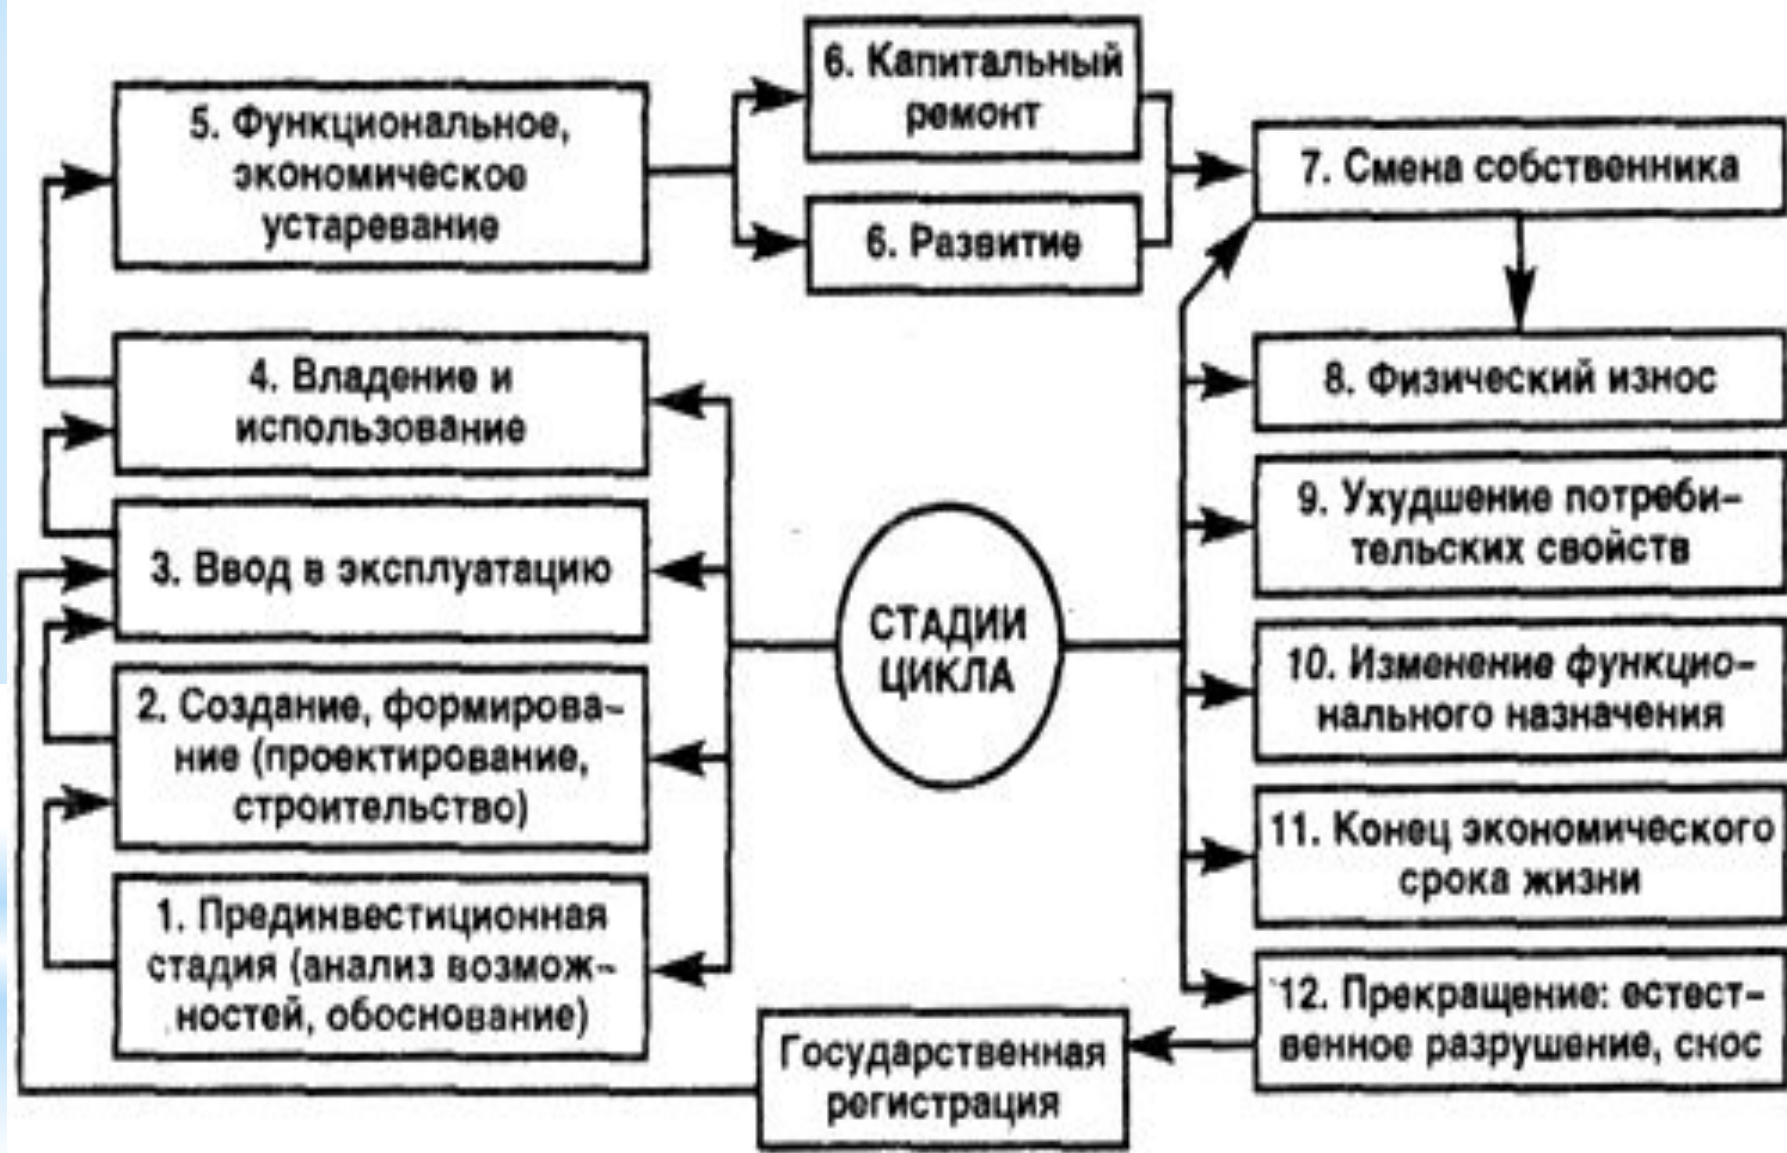 6. Капитальный
ремонт
5. Функциональное,
экономическое
устаревание
7. Смена собственника
6. Развитие
4. Владение и
использование
8. Физический износ
9. Ухудшение потреби-
тельских свойств
3. Ввод в эксплуатацию
СТАДИИ
ЦИКЛА
10. Изменение функцио-
нального назначения
2. Создание, формирова-
ние (проектирование,
строительство)
11. Конец экономического
срока жизни
1. Прединвестиционная
стадия (анализ возмож-
ностей, обоснование)
12. Прекращение: естест-
венное разрушение, снос
Государственная
регистрация